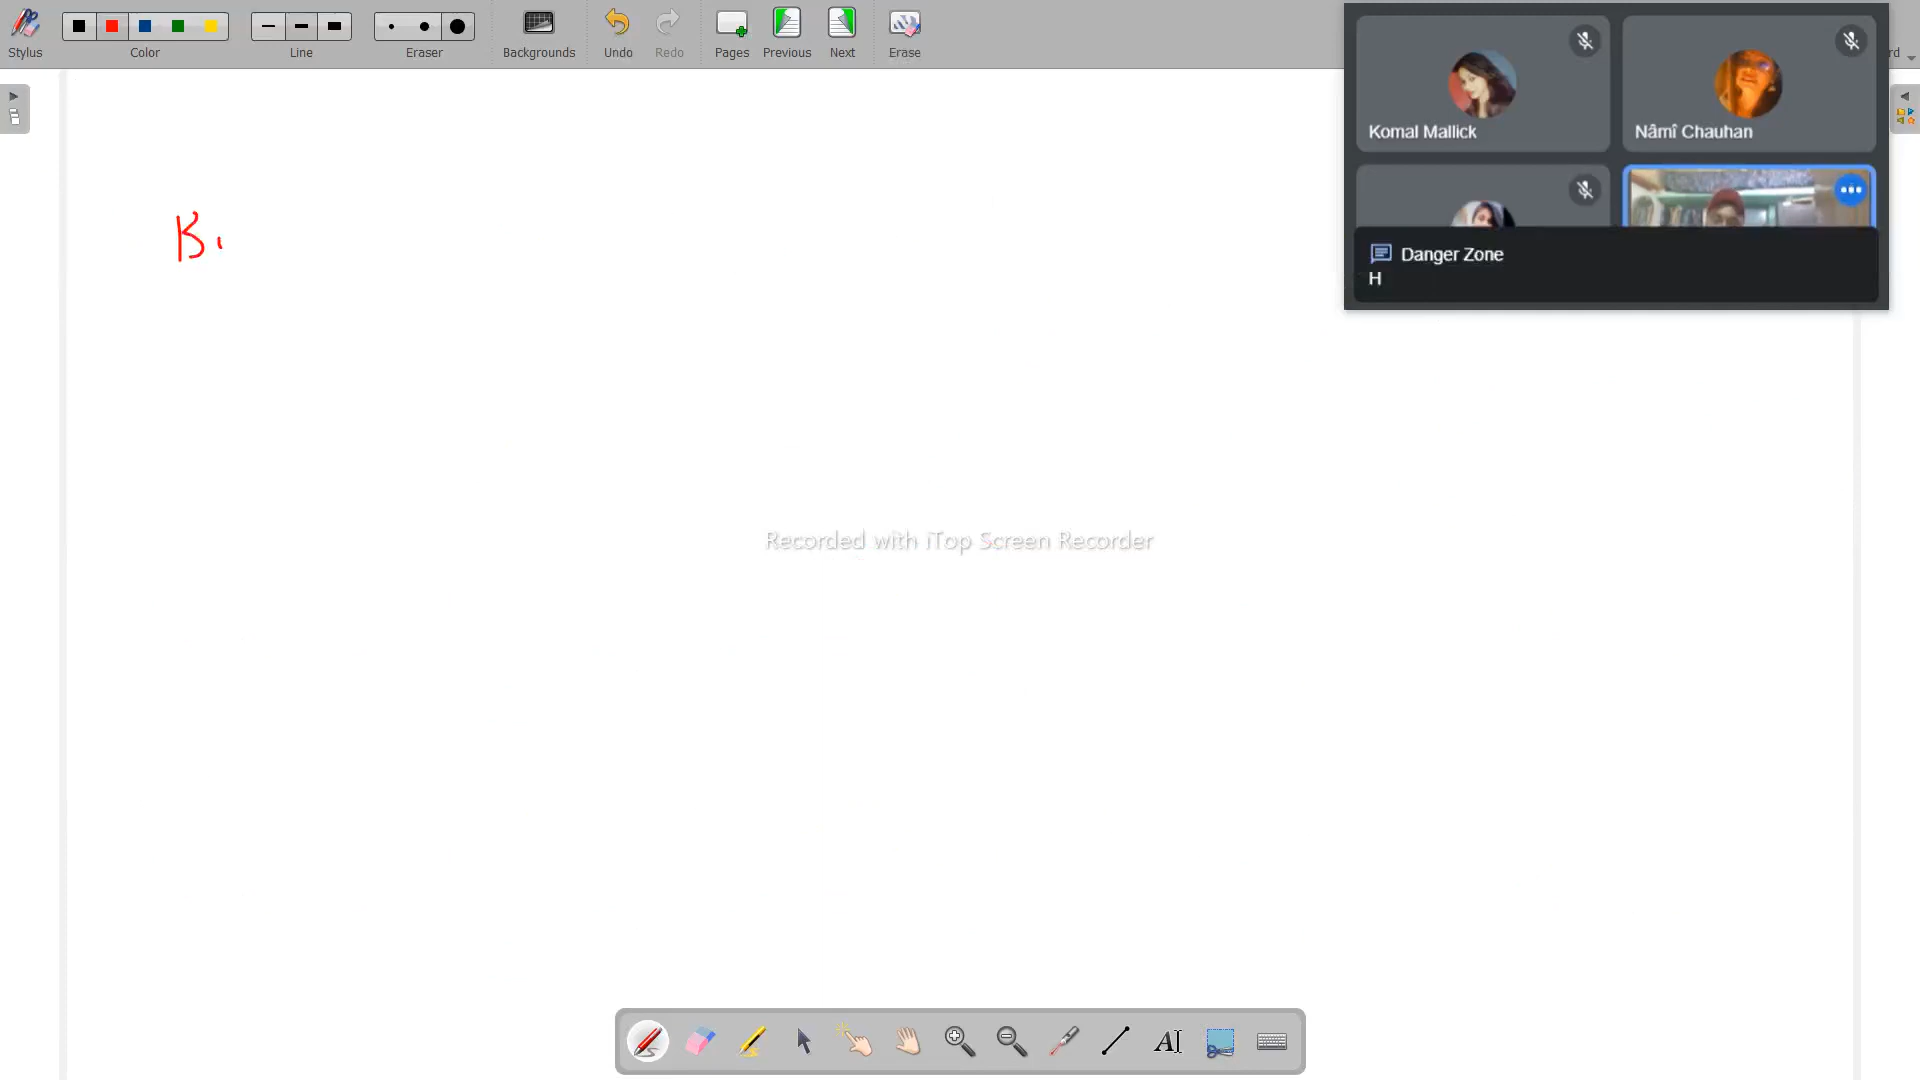 Stylus
Color
Line
Eraser
Backgrounds
Undo
Redo
Pages
Previous
Next
Erase
rd
Komal Mallick
Nâmî Chauhan
Danger Zone
H
Recorded with iTop Screen Recorder